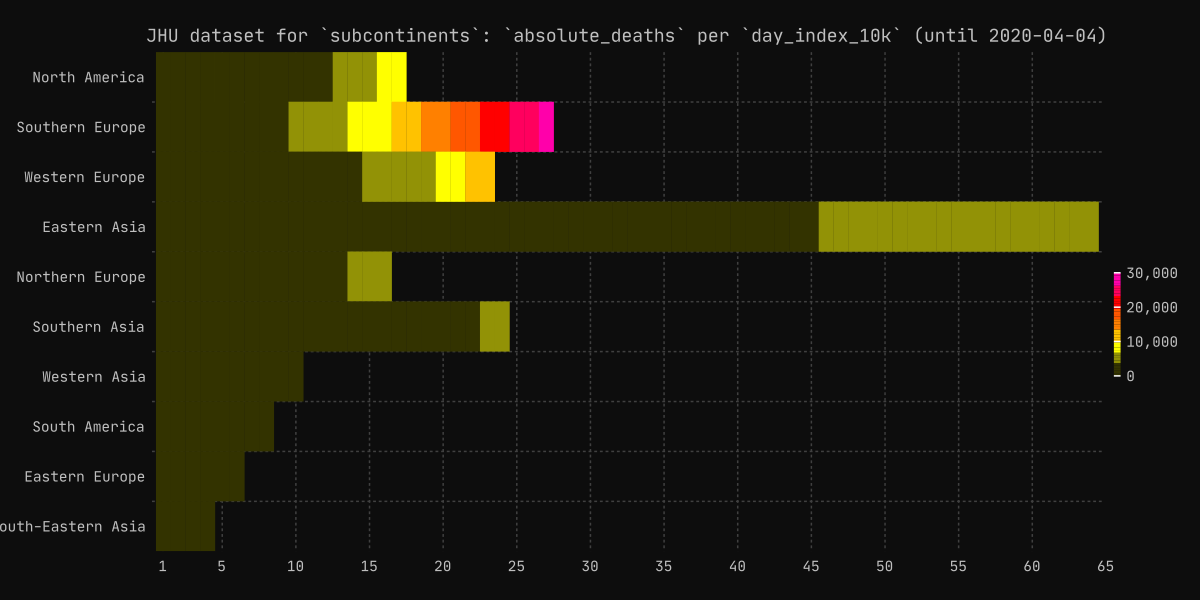 JHU dataset for `subcontinents`: `absolute_deaths` per `day_index_10k` (until 2020-04-04)
North America
Southern Europe
Western Europe
Eastern Asia
Northern Europe
Southern Asia
Western Asia
South America
Eastern Europe
outh-Eastern Asia
1 5 10 15 20 25 30 35 40 45 50 55 60 65
30,000
20,000
10,000
0